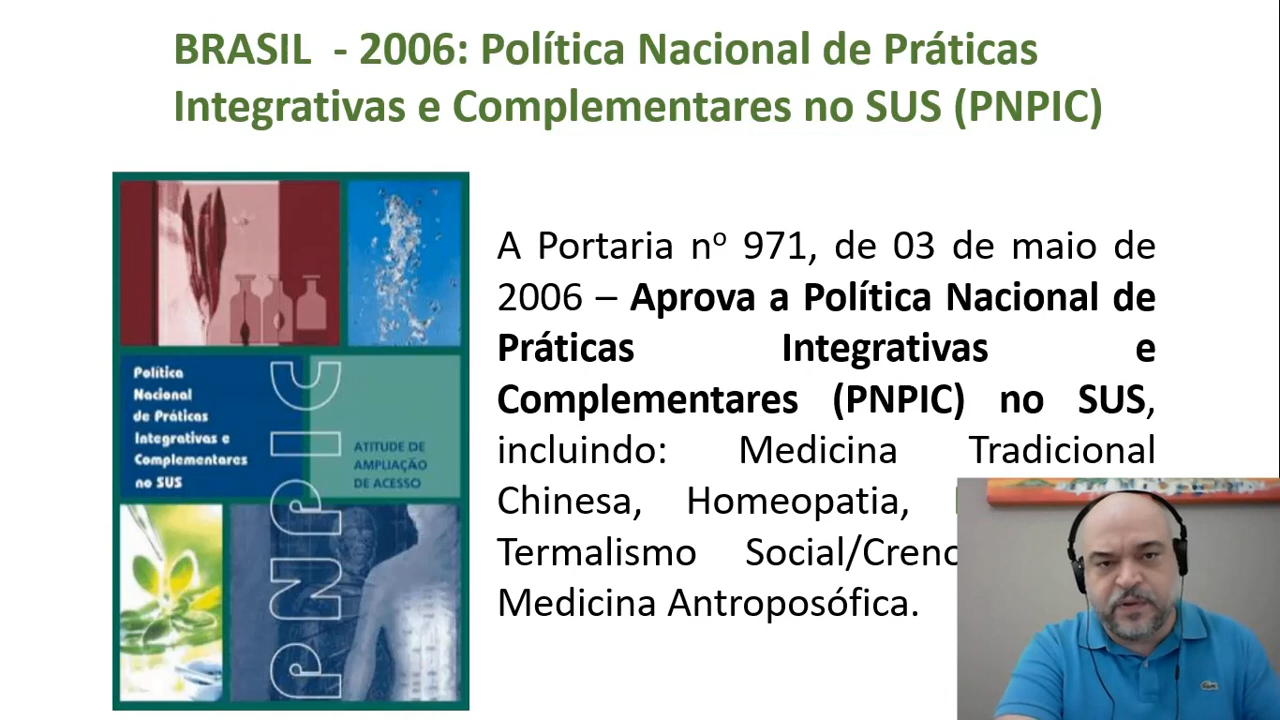 BRASIL - 2006: Política Nacional de Práticas
Integrativas e Complementares no SUS (PNPIC)
A Portaria nº 971, de 03 de maio de
2006 – Aprova a Política Nacional de
Práticas Integrativas e
Complementares (PNPIC) no SUS,
incluindo: Medicina Tradicional
Chinesa, Homeopatia,
Termalismo Social/Crenc
Medicina Antroposófica.
Política
Nacional
de Práticas
Integrativas e
Complementares
no SUS
PNPIC
ATITUDE DE
AMPLIAÇÃO
DE ACESSO